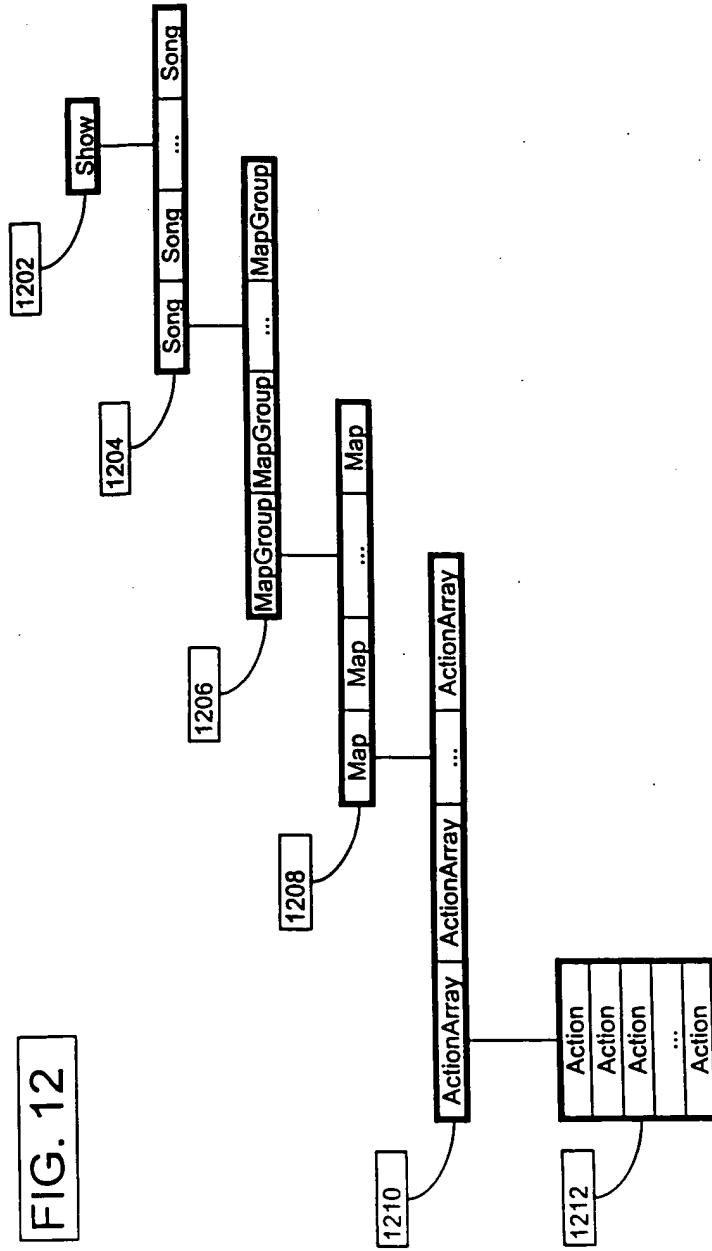 FIG. 12
1202
Show
1204
Song Song ... Song
1206
MapGroup MapGroup ... MapGroup
1208
Map Map ... Map
1210
ActionArray ActionArray ... ActionArray
1212
Action
Action
Action
...
Action